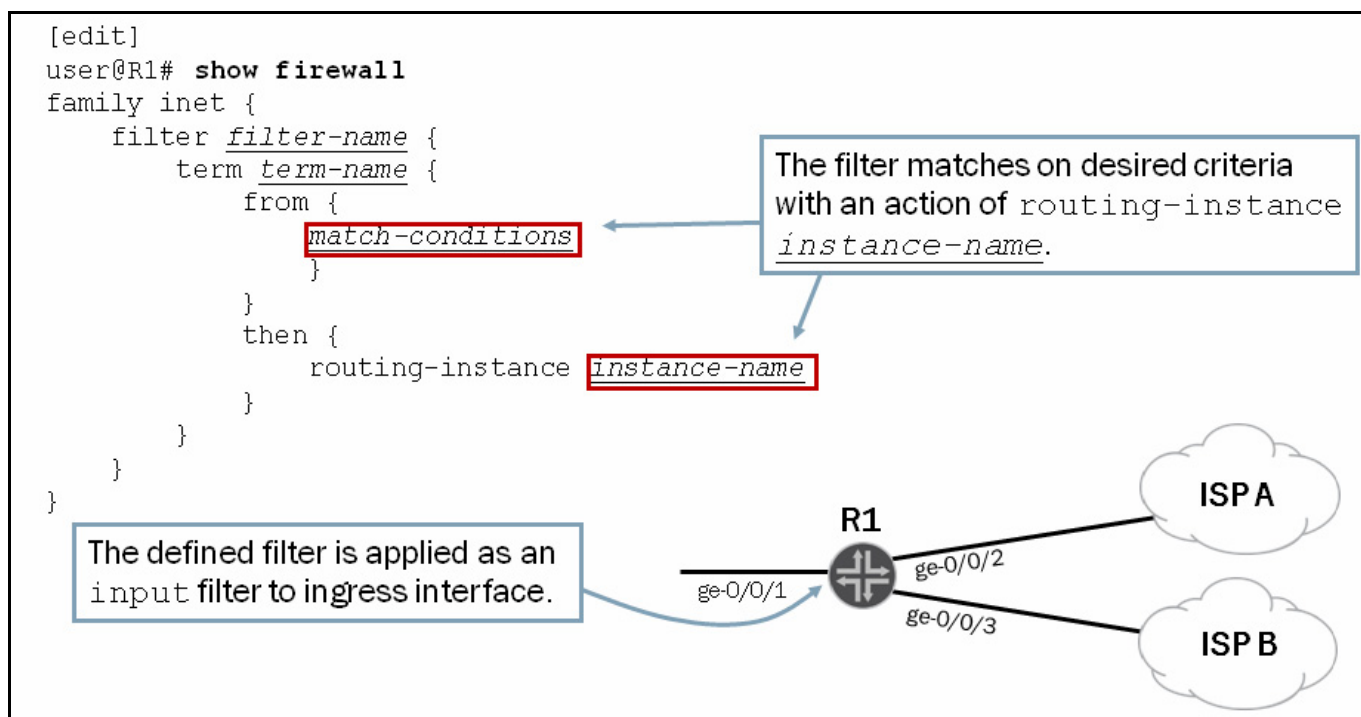 [edit]
user@R1# show firewall
family inet {
filter filter-name {
term term-name {
from {
match-conditions
}
}
then {
routing-instance instance-name
}
}
}
}
The filter matches on desired criteria
with an action of routing-instance
instance-name.
The defined filter is applied as an
input filter to ingress interface.
R1
ge-0/0/1
ge-0/0/2
ge-0/0/3
ISP A
ISP B